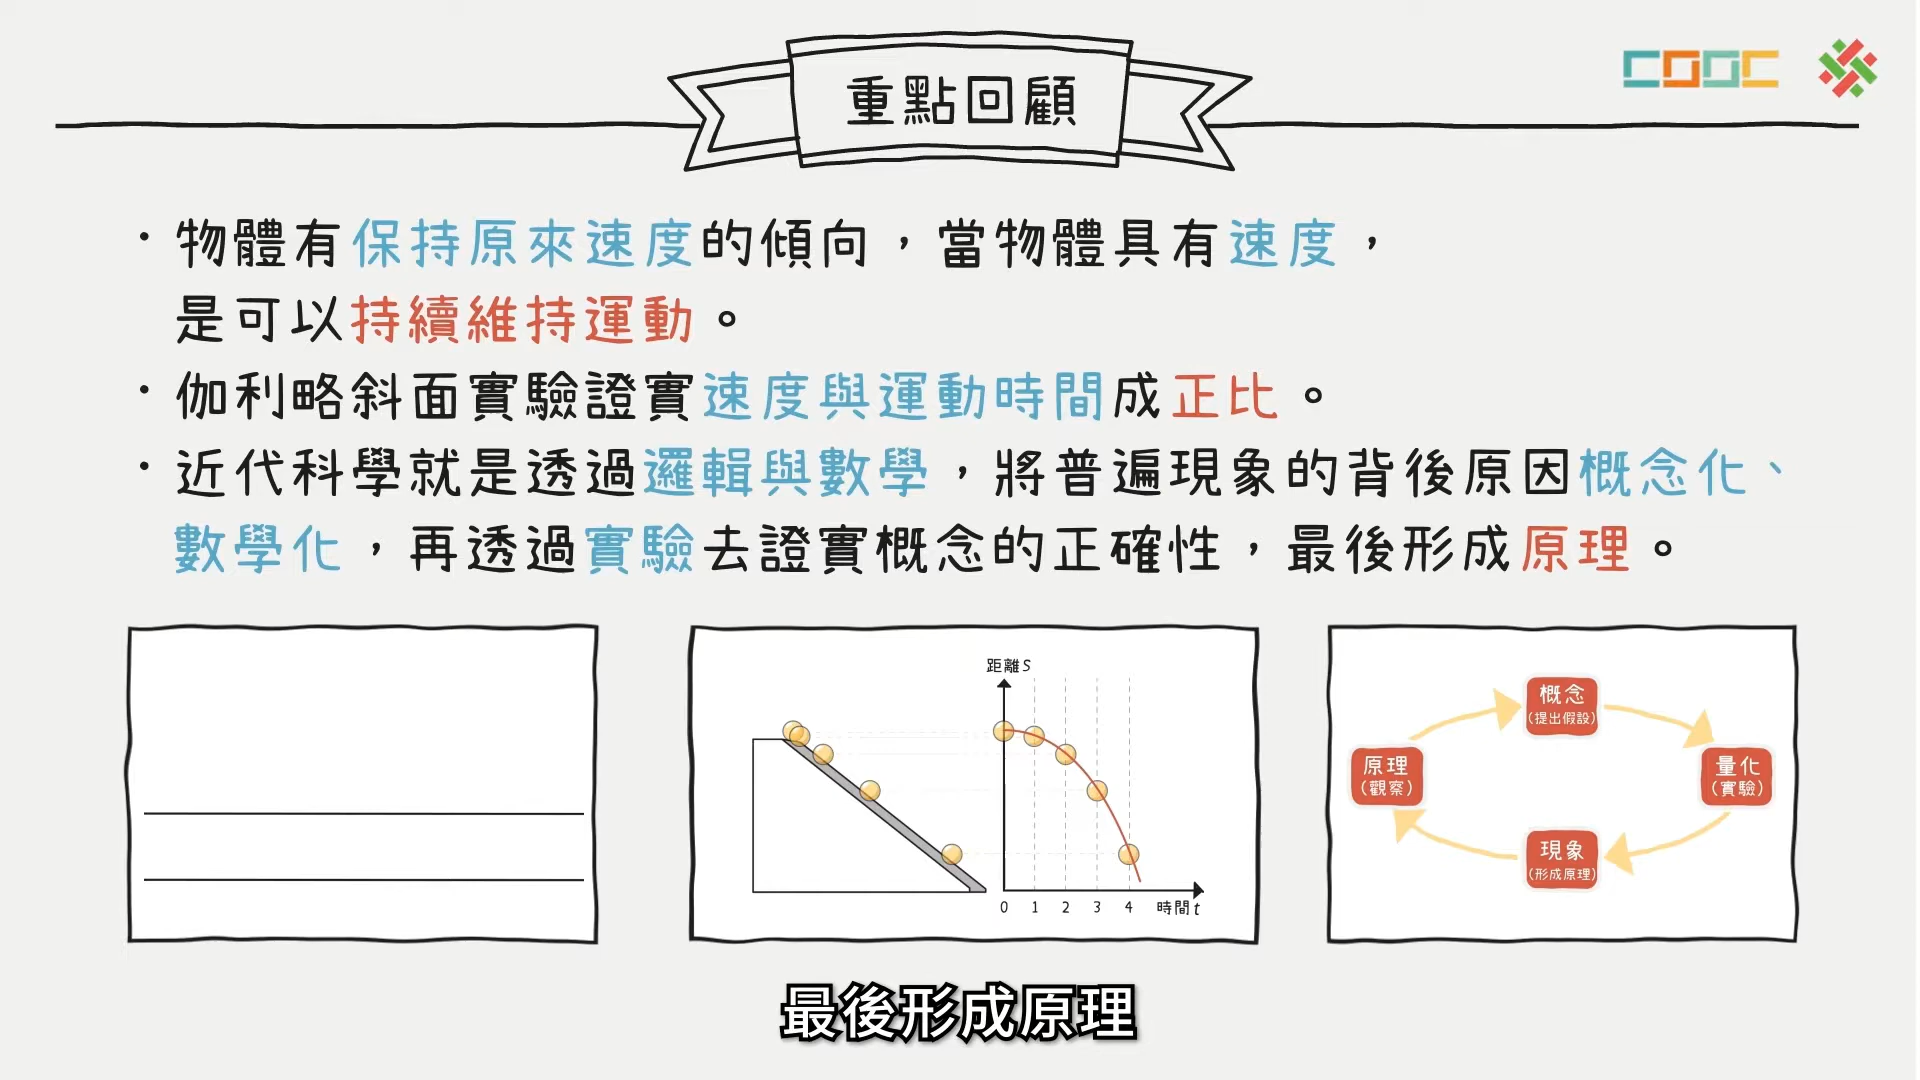 COOC
重點回顧
·物體有保持原來速度的傾向，當物體具有速度，
是可以持續維持運動。
·伽利略斜面實驗證實速度與運動時間成正比。
·近代科學就是透過邏輯與數學，將普遍現象的背後原因概念化、
數學化，再透過實驗去證實概念的正確性，最後形成原理。
距離S
0 1 2 3 4 時間t
概念
(提出假設)
原理
(觀察)
量化
(實驗)
現象
(形成原理)
最後形成原理